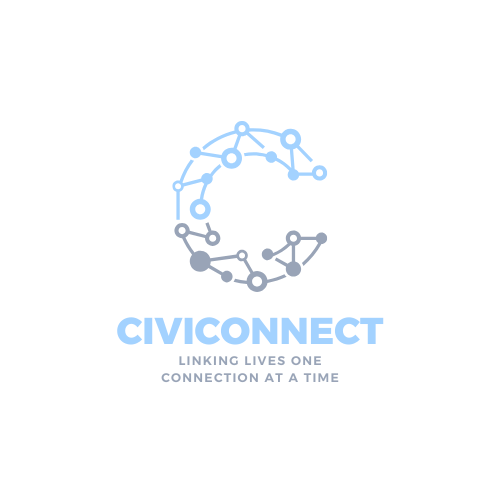 CIVICONNECT
LINKING LIVES ONE
CONNECTION AT A TIME